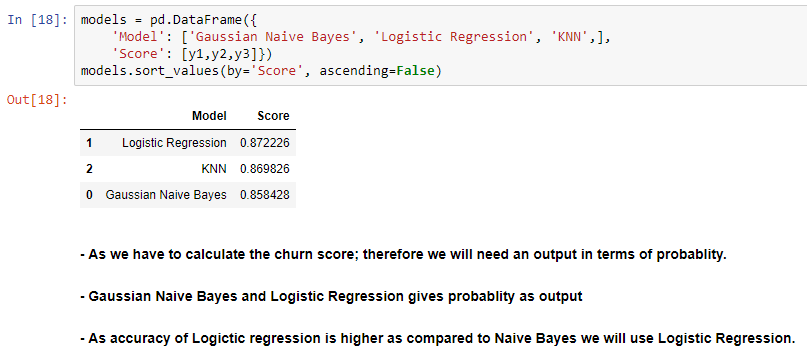 In [18]: models = pd.DataFrame({
'Model': ['Gaussian Naive Bayes', 'Logistic Regression', 'KNN',],
'Score': [y1,y2,y3]})
models.sort_values(by='Score', ascending=False)
Out[18]:
Model Score
1 Logistic Regression 0.872226
2 KNN 0.869826
0 Gaussian Naive Bayes 0.858428
- As we have to calculate the churn score; therefore we will need an output in terms of probablity.
- Gaussian Naive Bayes and Logistic Regression gives probablity as output
- As accuracy of Logictic regression is higher as compared to Naive Bayes we will use Logistic Regression.